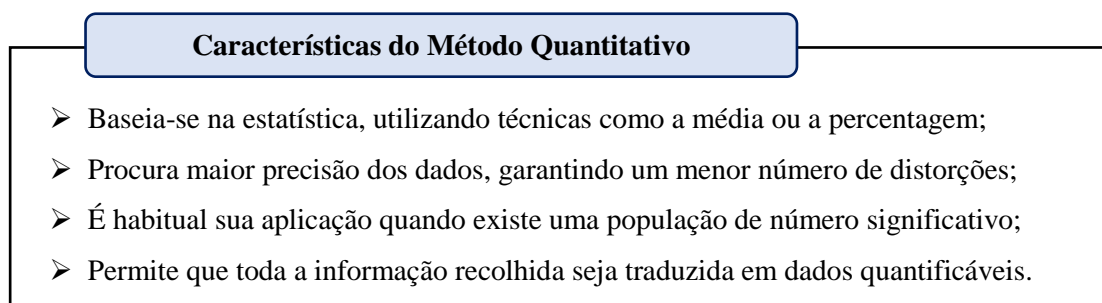 Características do Método Quantitativo
➢ Baseia-se na estatística, utilizando técnicas como a média ou a percentagem;
➢ Procura maior precisão dos dados, garantindo um menor número de distorções;
➢ É habitual sua aplicação quando existe uma população de número significativo;
➢ Permite que toda a informação recolhida seja traduzida em dados quantificáveis.